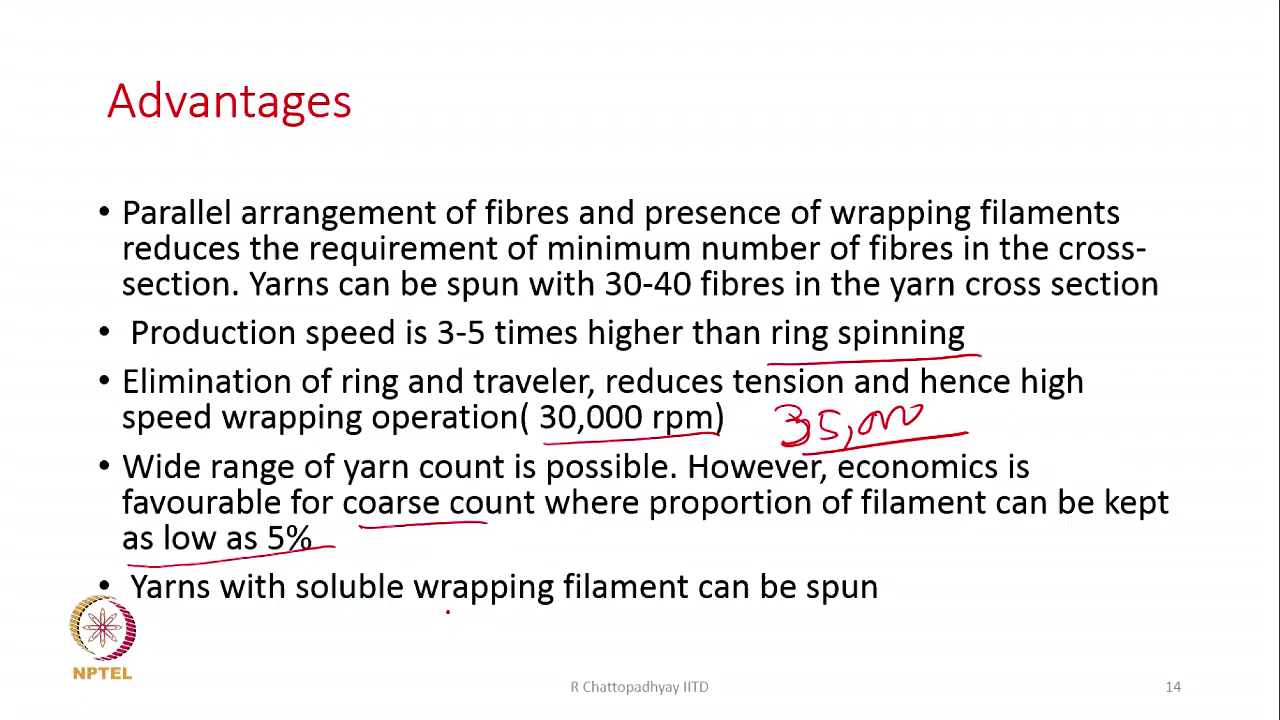 Advantages
• Parallel arrangement of fibres and presence of wrapping filaments
reduces the requirement of minimum number of fibres in the cross-
section. Yarns can be spun with 30-40 fibres in the yarn cross section
• Production speed is 3-5 times higher than ring spinning
• Elimination of ring and traveler, reduces tension and hence high
speed wrapping operation( 30,000 rpm) 35,000
• Wide range of yarn count is possible. However, economics is
favourable for coarse count where proportion of filament can be kept
as low as 5%
• Yarns with soluble wrapping filament can be spun
NPTEL
R Chattopadhyay IITD
14